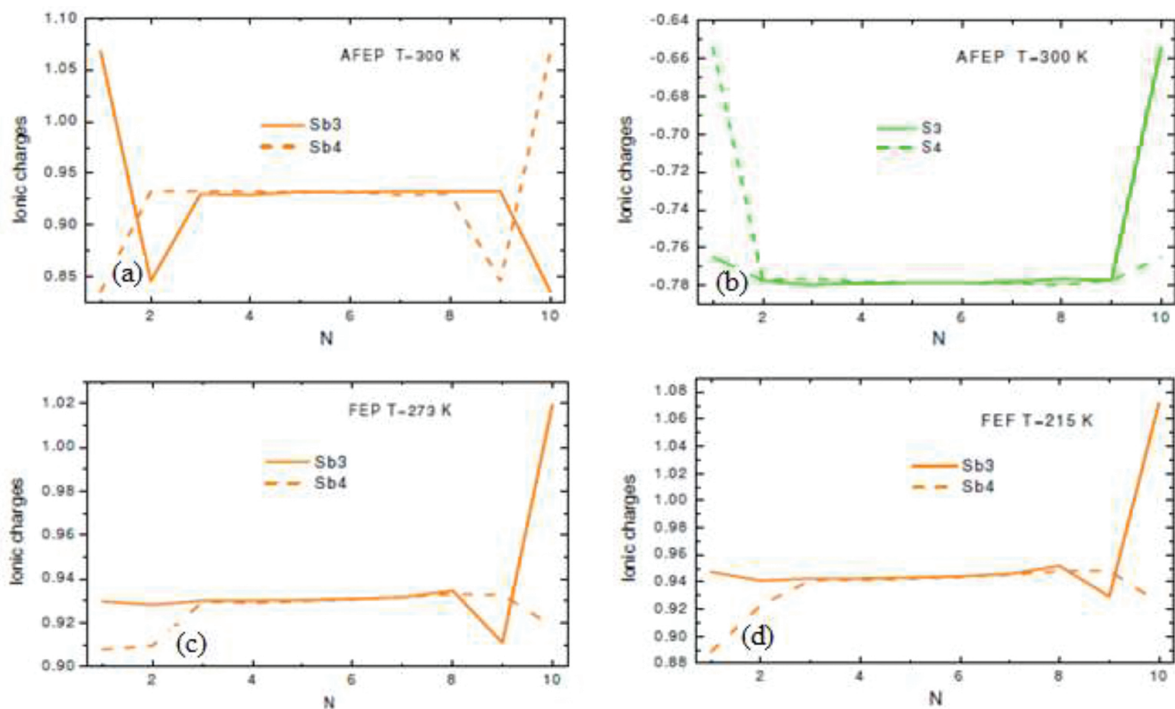 1.10
1.05
1.00
0.95
0.90
0.85
Ionic charges
AFEP T=300 K
Sb3
Sb4
(a)
2 4 6 8 10
N
-0.64
-0.66
-0.68
-0.70
-0.72
-0.74
-0.76
-0.78
Ionic charges
AFEP T=300 K
S3
S4
(b)
2 4 6 8 10
N
1.02
1.00
0.98
0.96
0.94
0.92
0.90
Ionic charges
FEP T=273 K
Sb3
Sb4
(c)
2 4 6 8 10
N
1.08
1.06
1.04
1.02
1.00
0.98
0.96
0.94
0.92
0.90
0.88
Ionic charges
FEF T=215 K
Sb3
Sb4
(d)
2 4 6 8 10
N